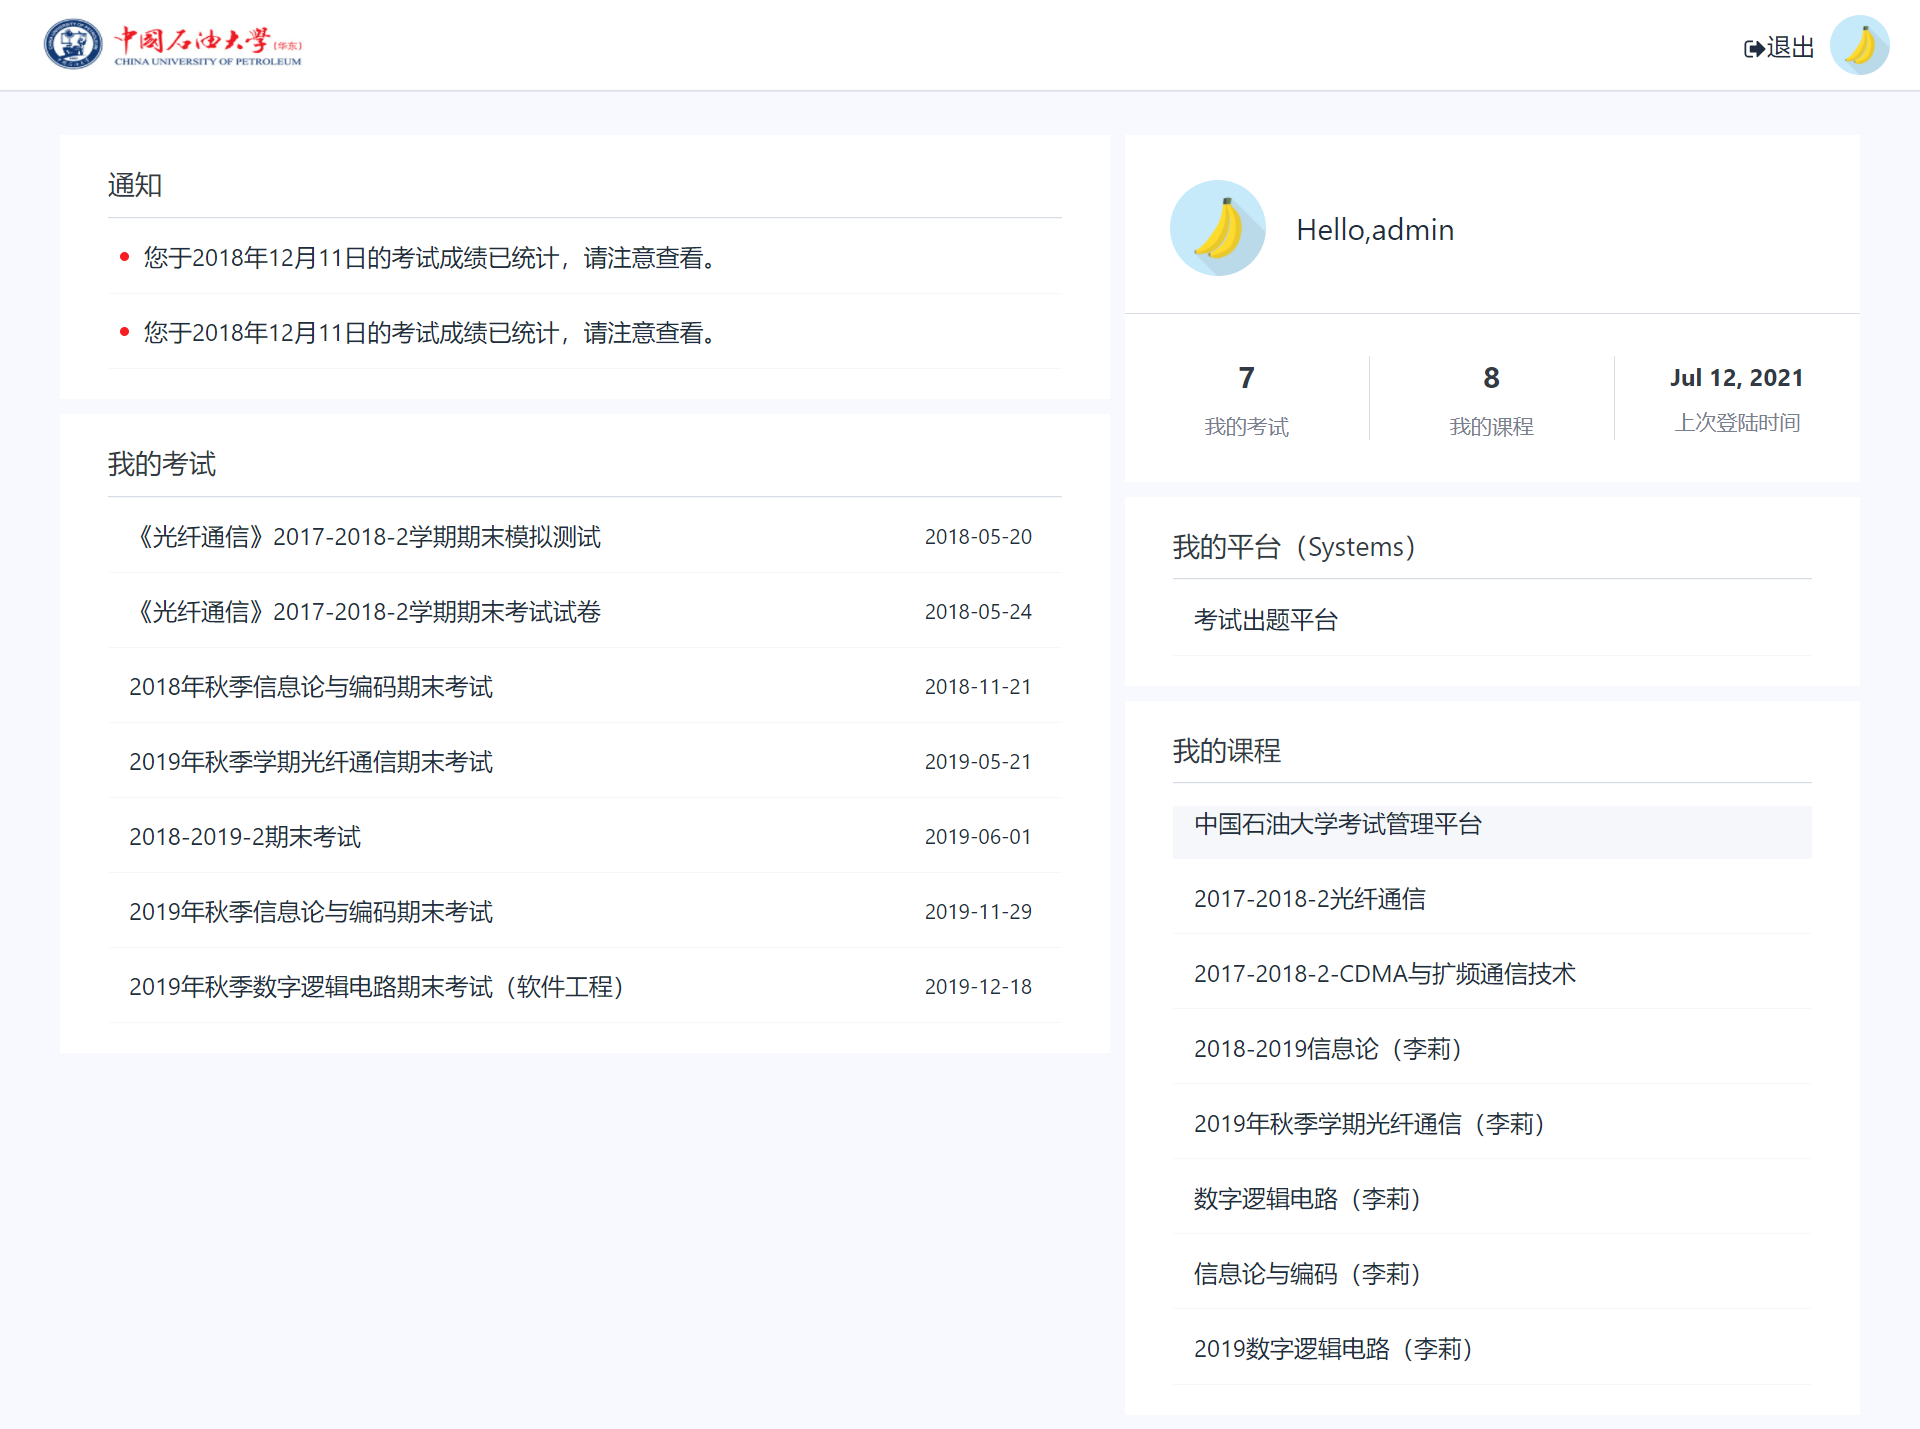 中國石油大學(华东)
CHINA UNIVERSITY OF PETROLEUM
退出
通知
您于2018年12月11日的考试成绩已统计，请注意查看。
您于2018年12月11日的考试成绩已统计，请注意查看。
我的考试
《光纤通信》2017-2018-2学期期末模拟测试 2018-05-20
《光纤通信》2017-2018-2学期期末考试试卷 2018-05-24
2018年秋季信息论与编码期末考试 2018-11-21
2019年秋季学期光纤通信期末考试 2019-05-21
2018-2019-2期末考试 2019-06-01
2019年秋季信息论与编码期末考试 2019-11-29
2019年秋季数字逻辑电路期末考试（软件工程） 2019-12-18
Hello,admin
7
我的考试
8
我的课程
Jul 12, 2021
上次登陆时间
我的平台（Systems）
考试出题平台
我的课程
中国石油大学考试管理平台
2017-2018-2光纤通信
2017-2018-2-CDMA与扩频通信技术
2018-2019信息论（李莉）
2019年秋季学期光纤通信（李莉）
数字逻辑电路（李莉）
信息论与编码（李莉）
2019数字逻辑电路（李莉）